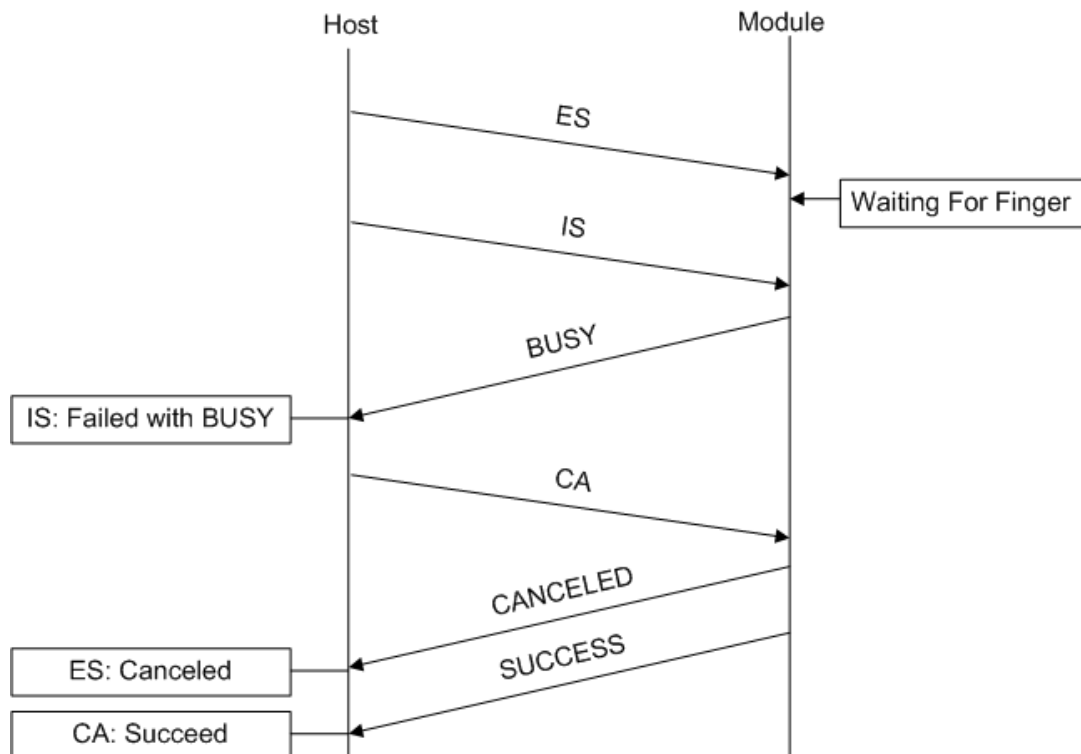 Host
Module
ES
Waiting For Finger
IS
BUSY
IS: Failed with BUSY
CA
CANCELED
ES: Canceled
SUCCESS
CA: Succeed